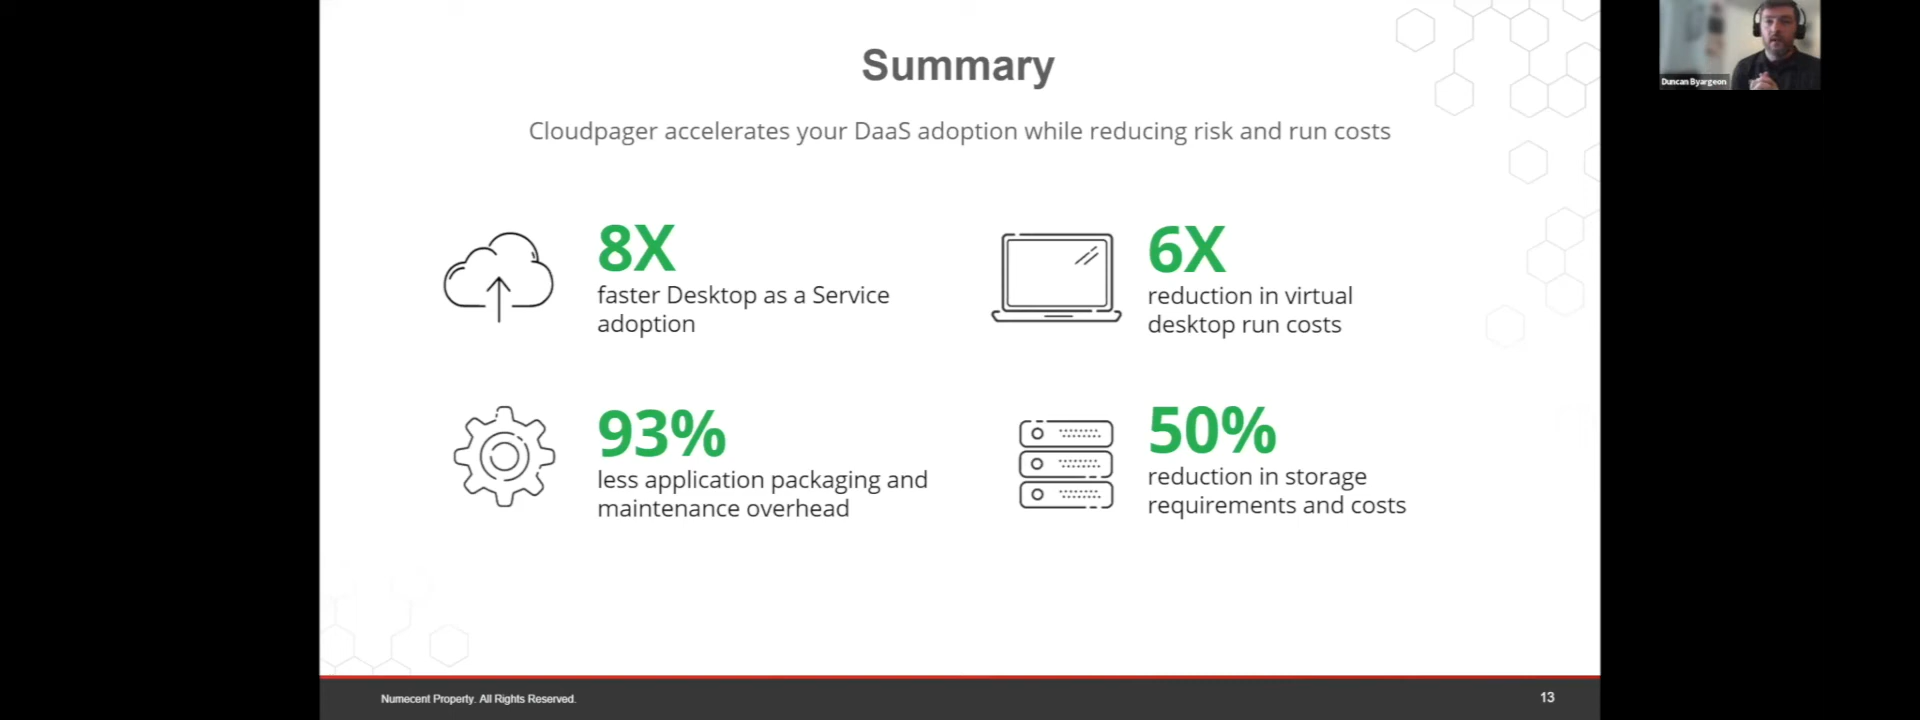 Summary
Cloudpager accelerates your DaaS adoption while reducing risk and run costs
8X
faster Desktop as a Service
adoption
6X
reduction in virtual
desktop run costs
93%
less application packaging and
maintenance overhead
50%
reduction in storage
requirements and costs
Numecent Property. All Rights Reserved.
13
Duncan Byargeon